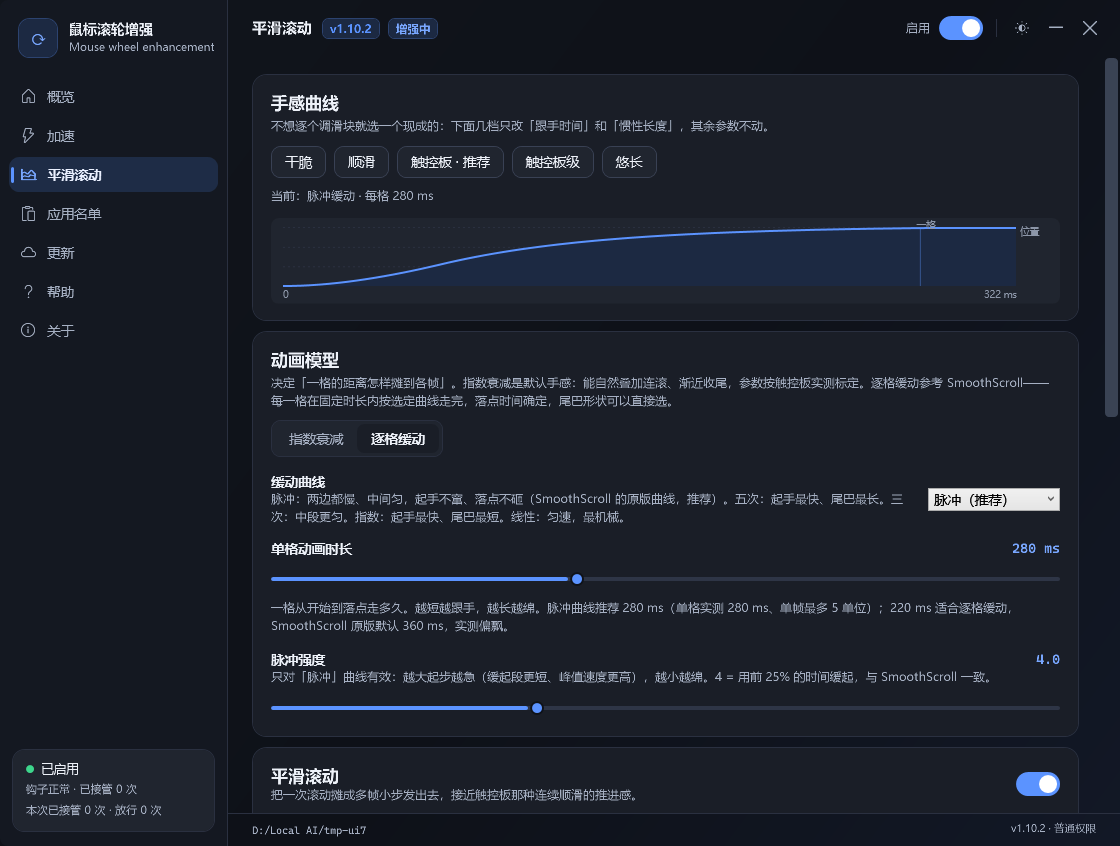 鼠标滚轮增强
Mouse wheel enhancement
概览
加速
平滑滚动
应用名单
更新
帮助
关于
已启用
钩子正常 · 已接管 0 次
本次已接管 0 次 · 放行 0 次
平滑滚动 v1.10.2 增强中 启用
手感曲线
不想逐个调滑块就选一个现成的：下面几档只改「跟手时间」和「惯性长度」，其余参数不动。
干脆 顺滑 触控板 · 推荐 触控板级 悠长
当前：脉冲缓动 · 每格 280 ms
一格
位置
0 322 ms
动画模型
决定「一格的距离怎样摊到各帧」。指数衰减是默认手感：能自然叠加连滚、渐近收尾，参数按触控板实测标定。逐格缓动参考 SmoothScroll——
每一格在固定时长内按选定曲线走完，落点时间确定，尾巴形状可以直接选。
指数衰减 逐格缓动
缓动曲线
脉冲：两边都慢、中间匀，起手不窜、落点不砸（SmoothScroll 的原版曲线，推荐）。五次：起手最快、尾巴最长。三
次：中段更匀。指数：起手最快、尾巴最短。线性：匀速，最机械。
脉冲（推荐）
单格动画时长 280 ms
一格从开始到落点走多久。越短越跟手，越长越绵。脉冲曲线推荐 280 ms（单格实测 280 ms、单帧最多 5 单位）；220 ms 适合逐格缓动，
SmoothScroll 原版默认 360 ms，实测偏飘。
脉冲强度 4.0
只对「脉冲」曲线有效：越大起步越急（缓起段更短、峰值速度更高），越小越绵。4 = 用前 25% 的时间缓起，与 SmoothScroll 一致。
平滑滚动
把一次滚动摊成多帧小步发出去，接近触控板那种连续顺滑的推进感。
D:/Local AI/tmp-ui7 v1.10.2 · 普通权限